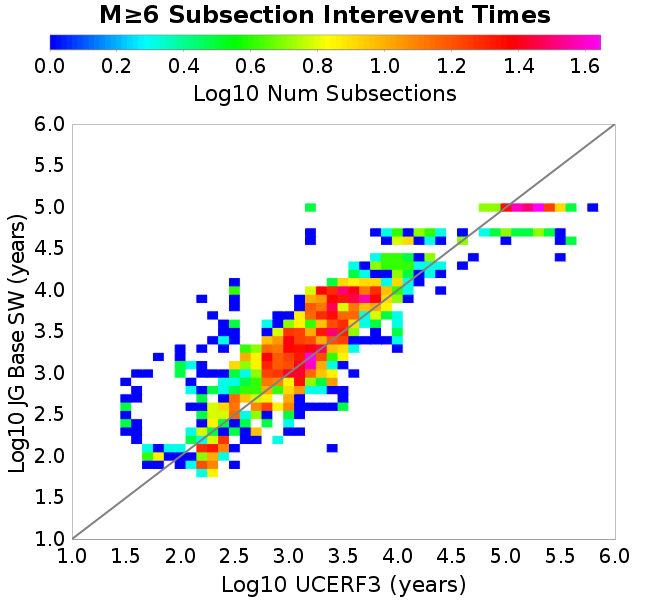 M≥6 Subsection Interevent Times
0.0 0.2 0.4 0.6 0.8 1.0 1.2 1.4 1.6
Log10 Num Subsections
6.0
5.5
5.0
4.5
4.0
3.5
3.0
2.5
2.0
1.5
1.0
Log10 JG Base SW (years)
1.0 1.5 2.0 2.5 3.0 3.5 4.0 4.5 5.0 5.5 6.0
Log10 UCERF3 (years)